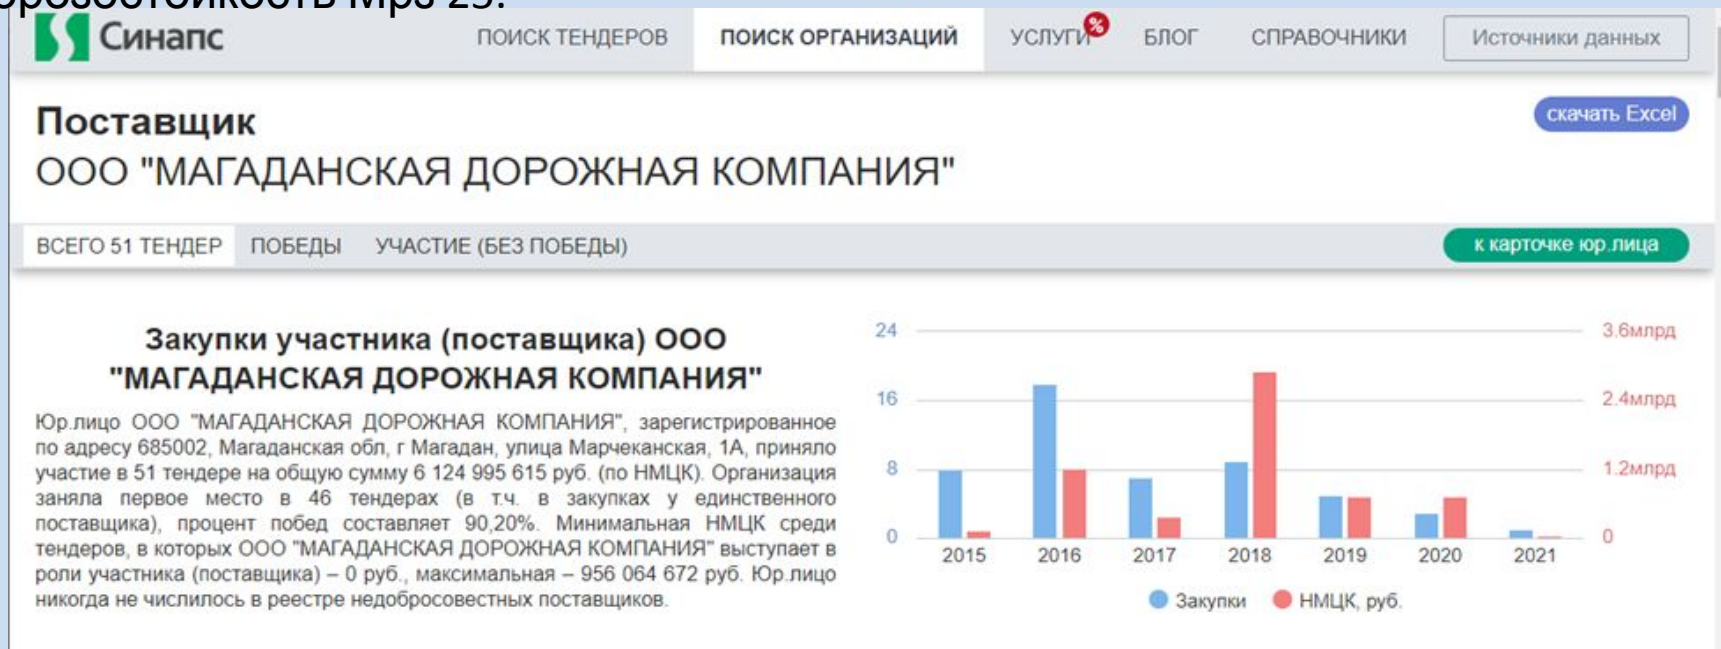 Синапс
ПОИСК ТЕНДЕРОВ
ПОИСК ОРГАНИЗАЦИЙ
УСЛУГИ %
БЛОГ
СПРАВОЧНИКИ
Источники данных
Поставщик
скачать Excel
ООО "МАГАДАНСКАЯ ДОРОЖНАЯ КОМПАНИЯ"
ВСЕГО 51 ТЕНДЕР
ПОБЕДЫ
УЧАСТИЕ (БЕЗ ПОБЕДЫ)
к карточке юр.лица
Закупки участника (поставщика) ООО
"МАГАДАНСКАЯ ДОРОЖНАЯ КОМПАНИЯ"
Юр.лицо ООО "МАГАДАНСКАЯ ДОРОЖНАЯ КОМПАНИЯ", зарегистрированное
по адресу 685002, Магаданская обл, г Магадан, улица Марчеканская, 1А, приняло
участие в 51 тендере на общую сумму 6 124 995 615 руб. (по НМЦК). Организация
заняла первое место в 46 тендерах (в т.ч. в закупках у единственного
поставщика), процент побед составляет 90,20%. Минимальная НМЦК среди
тендеров, в которых ООО "МАГАДАНСКАЯ ДОРОЖНАЯ КОМПАНИЯ" выступает в
роли участника (поставщика) – 0 руб., максимальная – 956 064 672 руб. Юр.лицо
никогда не числилось в реестре недобросовестных поставщиков.
24
3.6млрд
16
2.4млрд
8
1.2млрд
0
0
2015
2016
2017
2018
2019
2020
2021
Закупки
НМЦК, руб.